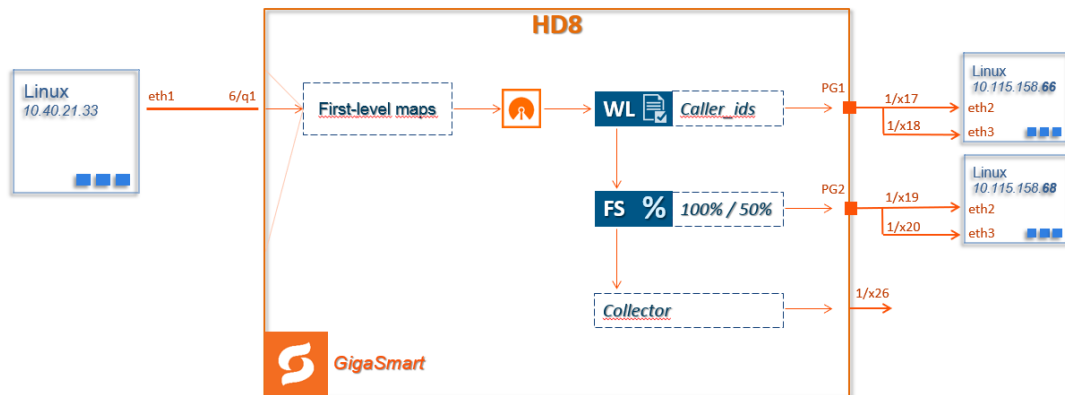 HD8
Linux
10.40.21.33
eth1
6/q1
First-level maps
WL
Caller_ids
PG1
1/x17
1/x18
Linux
10.115.158.66
eth2
eth3
FS
%
100% / 50%
PG2
1/x19
1/x20
Linux
10.115.158.68
eth2
eth3
Collector
1/x26
GigaSmart